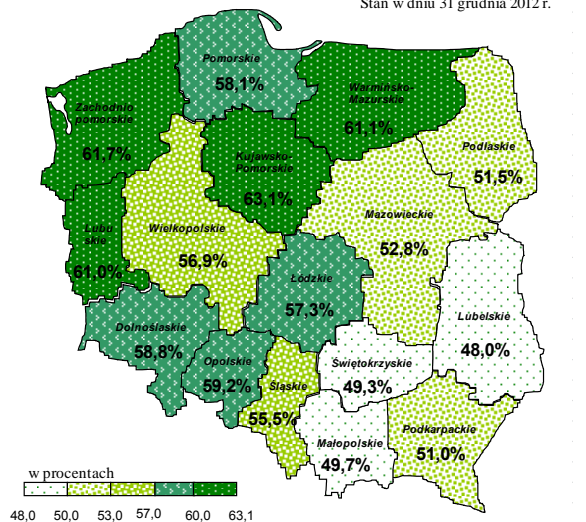 Stan w dniu 31 grudnia 2012 r.
Pomorskie
58,1%
Warmińsko-
Mazurskie
61,1%
Zachodnio
pomorskie
61,7%
Podlaskie
51,5%
Kujawsko-
Pomorskie
63,1%
Lubu
skie
61,0%
Wielkopolskie
56,9%
Mazowieckie
52,8%
Łódzkie
57,3%
Lubelskie
48,0%
Dolnośląskie
58,8%
Opolskie
59,2%
Śląskie
55,5%
Świętokrzyskie
49,3%
Małopolskie
49,7%
Podkarpackie
51,0%
w procentach
48,0 50,0 53,0 57,0 60,0 63,1